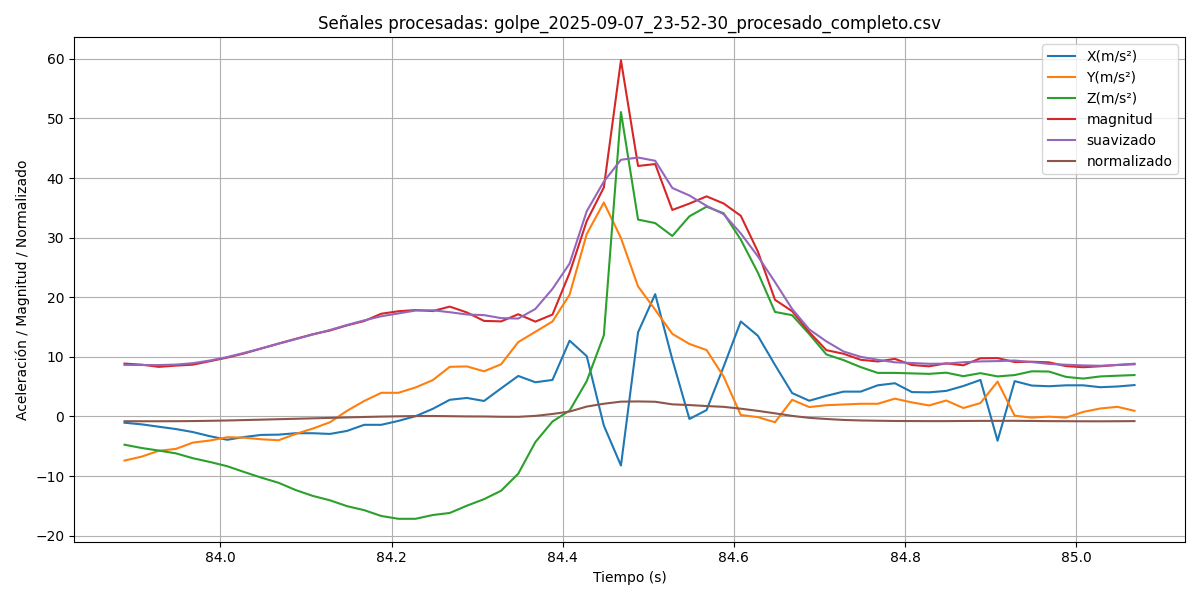 Señales procesadas: golpe_2025-09-07_23-52-30_procesado_completo.csv
X(m/s²)
Y(m/s²)
Z(m/s²)
magnitud
suavizado
normalizado
Aceleración / Magnitud / Normalizado
60
50
40
30
20
10
0
−10
−20
84.0 84.2 84.4 84.6 84.8 85.0
Tiempo (s)